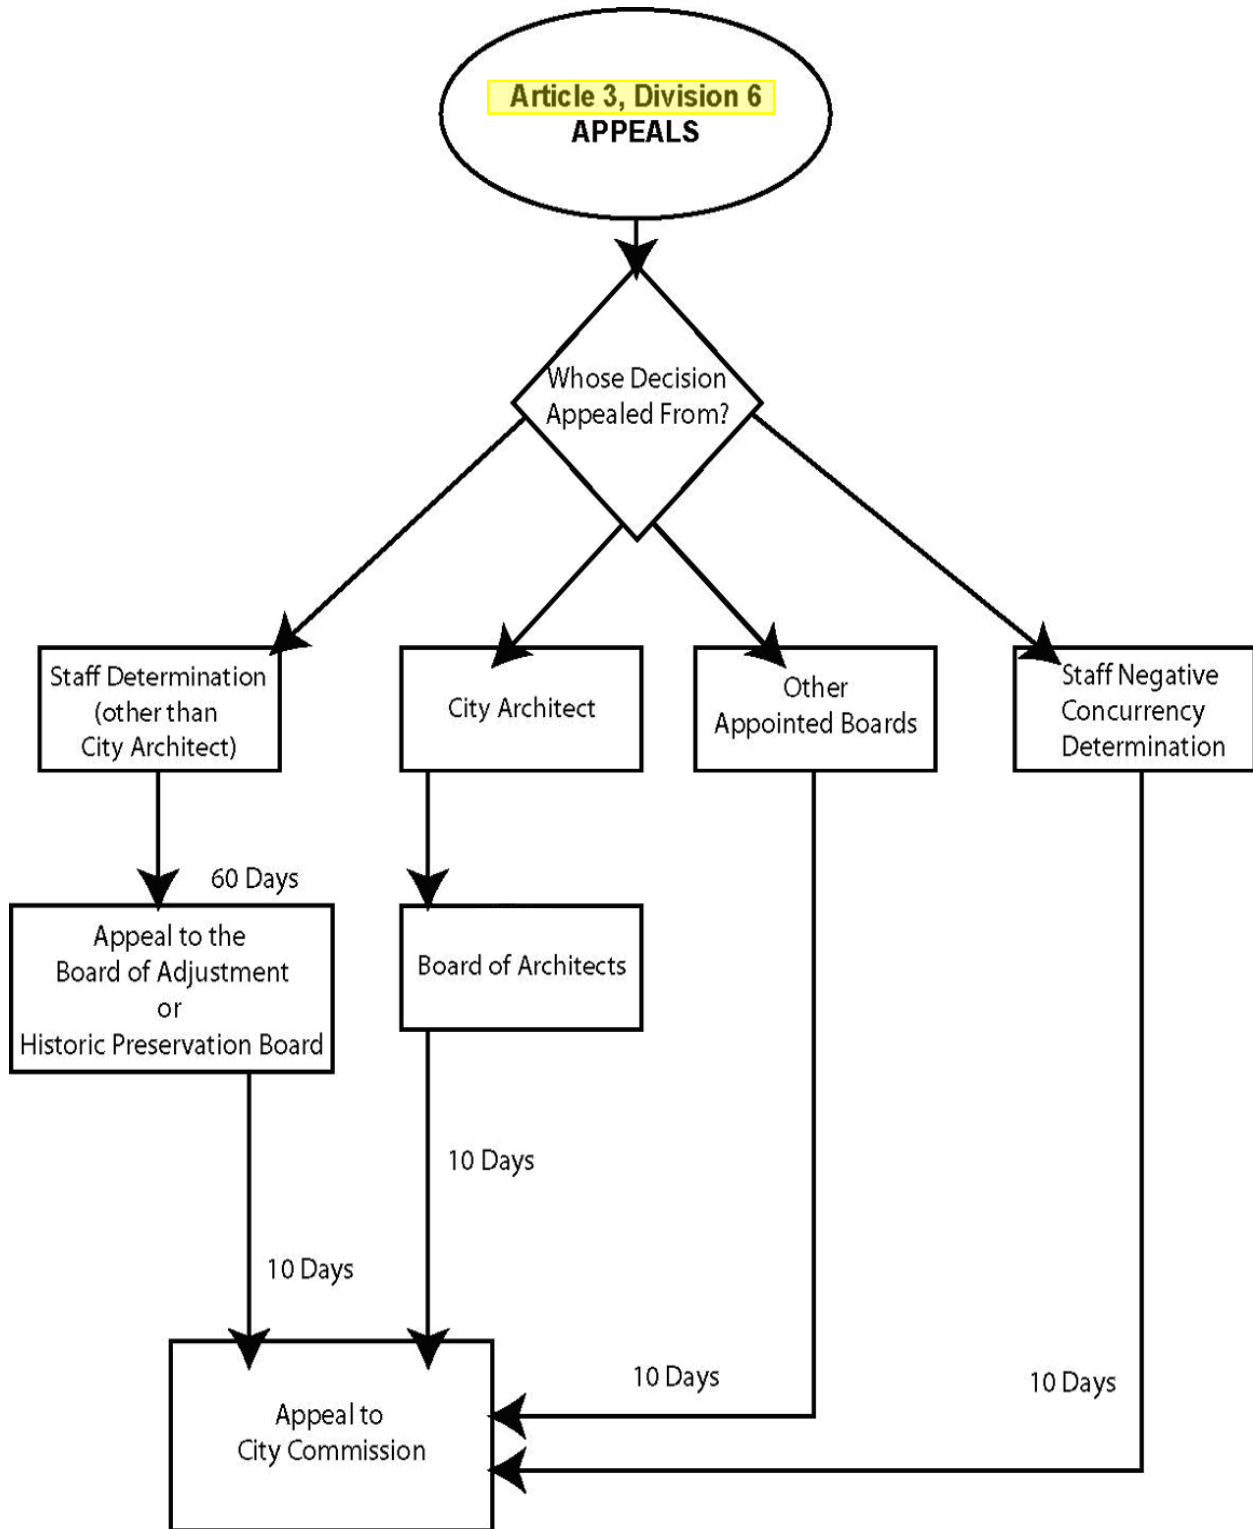 Article 3, Division 6
APPEALS
Whose Decision
Appealed From?
Staff Determination
(other than
City Architect)
City Architect
Other
Appointed Boards
Staff Negative
Concurrency
Determination
60 Days
Appeal to the
Board of Adjustment
or
Historic Preservation Board
Board of Architects
10 Days
10 Days
10 Days
10 Days
Appeal to
City Commission